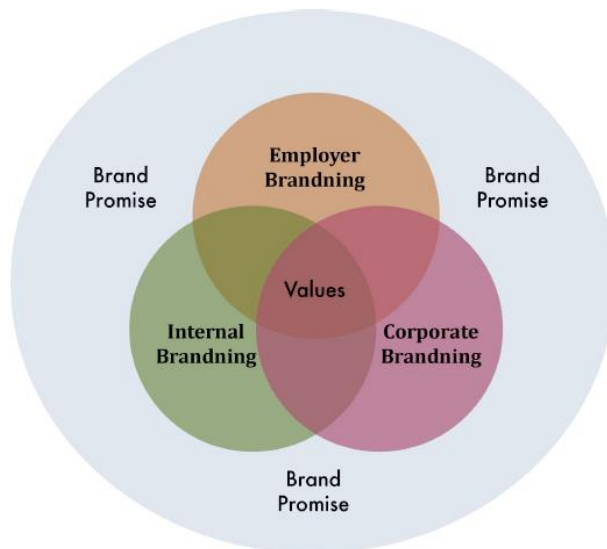 Employer
Brandning
Brand
Promise
Brand
Promise
Values
Internal
Brandning
Corporate
Brandning
Brand
Promise